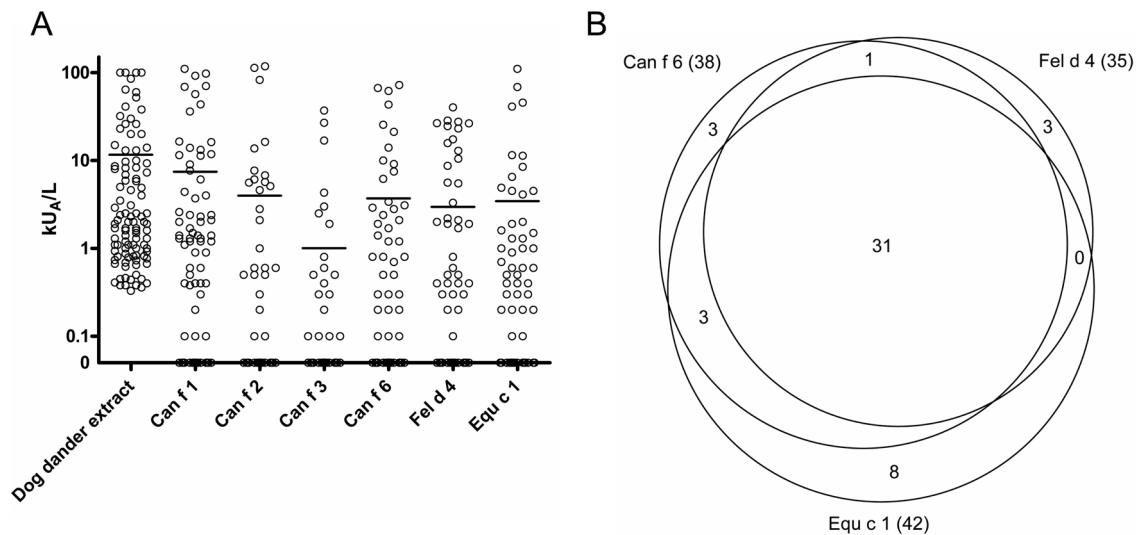 A
kUA/L
100
10
1
0.1
0
Dog dander extract
Can f 1
Can f 2
Can f 3
Can f 6
Fel d 4
Equ c 1
B
Can f 6 (38)
Fel d 4 (35)
1
3
3
31
0
3
8
Equ c 1 (42)